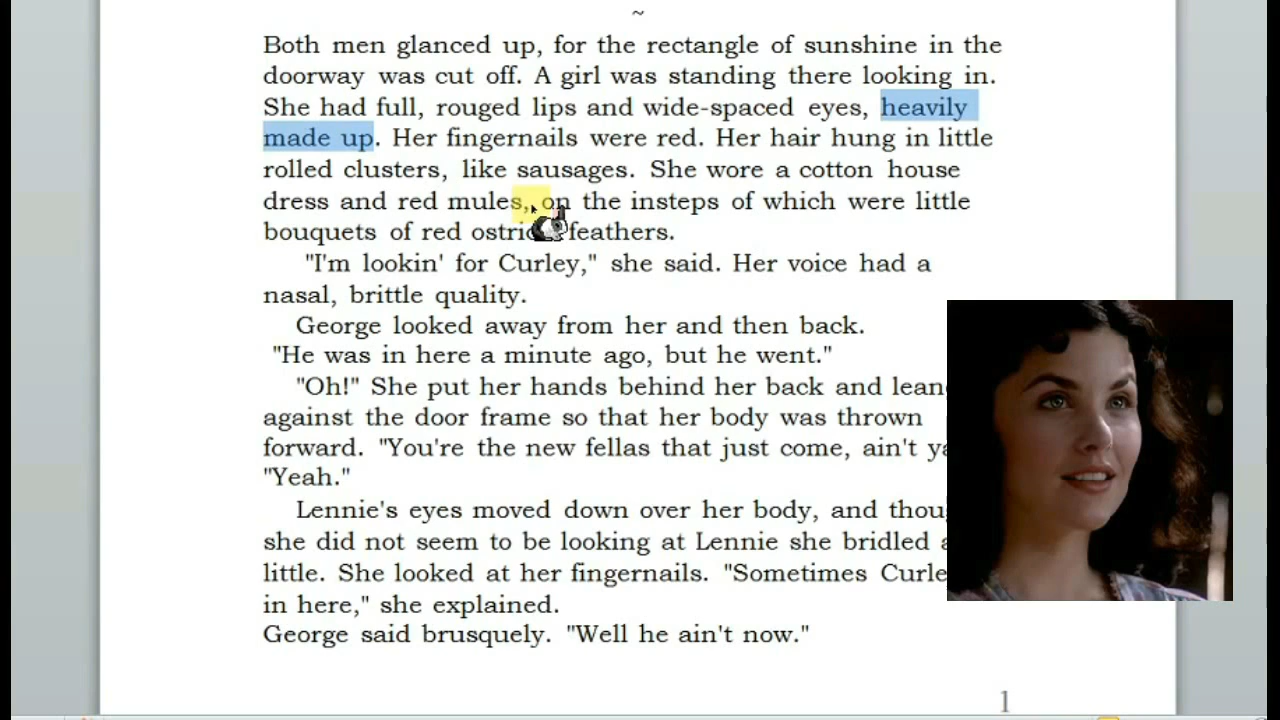 ~
Both men glanced up, for the rectangle of sunshine in the
doorway was cut off. A girl was standing there looking in.
She had full, rouged lips and wide-spaced eyes, heavily
made up. Her fingernails were red. Her hair hung in little
rolled clusters, like sausages. She wore a cotton house
dress and red mules, on the insteps of which were little
bouquets of red feathers.
"I'm lookin' for Curley," she said. Her voice had a
nasal, brittle quality.
George looked away from her and then back.
"He was in here a minute ago, but he went."
"Oh!" She put her hands behind her back and
against the door frame so that her body was thrown
forward. "You're the new fellas that just come, ain't
"Yeah."
Lennie's eyes moved down over her body, and
she did not seem to be looking at Lennie she bridled
little. She looked at her fingernails. "Sometimes
in here," she explained.
George said brusquely. "Well he ain't now."
1